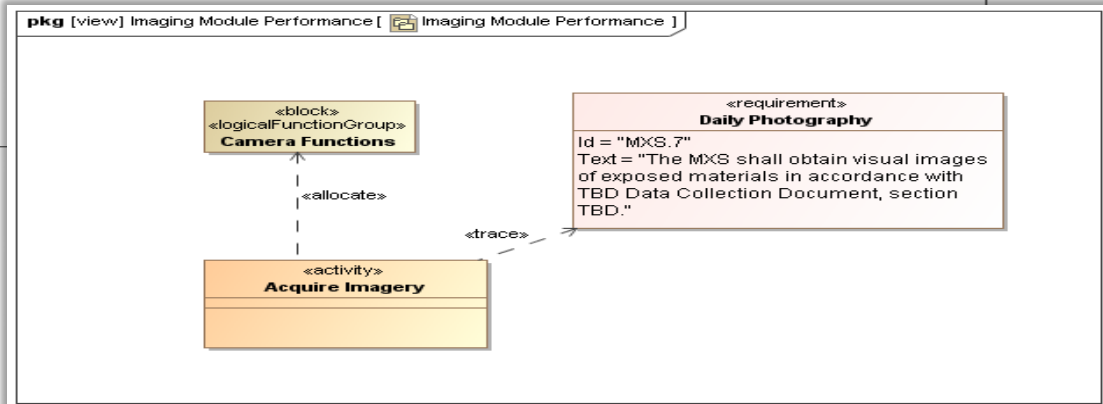 pkg [view] Imaging Module Performance [ Imaging Module Performance ]
«block»
«logicalFunctionGroup»
Camera Functions
«requirement»
Daily Photography
Id = "MXS.7"
Text = "The MXS shall obtain visual images
of exposed materials in accordance with
TBD Data Collection Document, section
TBD."
«allocate»
«trace»
«activity»
Acquire Imagery